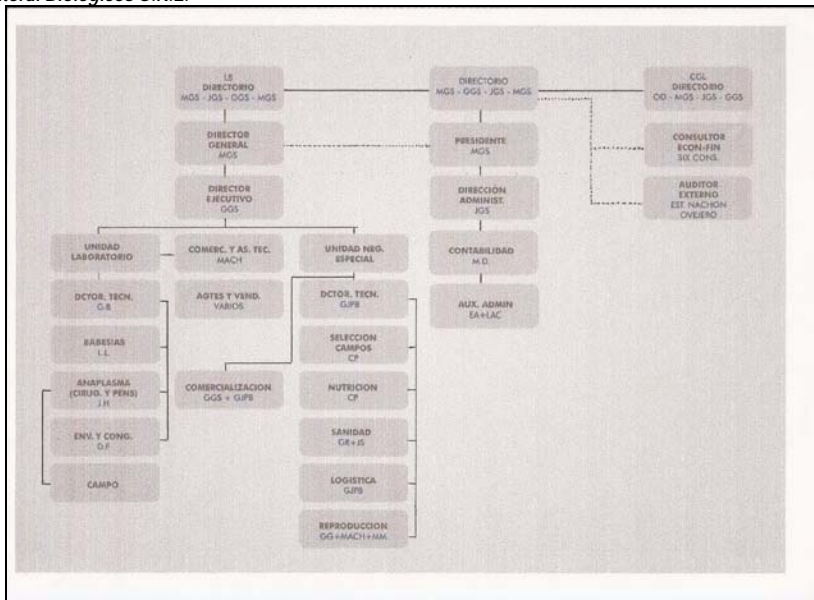 Biológicos S.R.L.
LB
DIRECTORIO
MGS - JGS - GGS - MGS
DIRECTORIO
MGS - GGS - JGS - MGS
CGL
DIRECTORIO
OD - MGS - JGS - GGS
DIRECTOR
GENERAL
MGS
PRESIDENTE
MGS
CONSULTOR
ECON-FIN
SIX CONS.
DIRECTOR
EJECUTIVO
GGS
DIRECCIÓN
ADMINIST.
JGS
AUDITOR
EXTERNO
EST. NACHON
OVEJERO
UNIDAD
LABORATORIO
COMERC. Y AS. TEC.
MACH
UNIDAD NEG.
ESPECIAL
CONTABILIDAD
M.D.
DCTOR. TECN.
G.B
AGTES Y VEND.
VARIOS
DCTOR. TECN.
GJPB
AUX. ADMIN
EA+LAC
BABESIAS
L.L.
SELECCION
CAMPOS
CP
ANAPLASMA
(CIRUG. Y PENS)
J.H
COMERCIALIZACION
GGS + GJPB
NUTRICION
CP
ENV. Y CONG.
D.F
SANIDAD
GR+JS
CAMPO
LOGISTICA
GJPB
REPRODUCCION
GG+MACH+MM